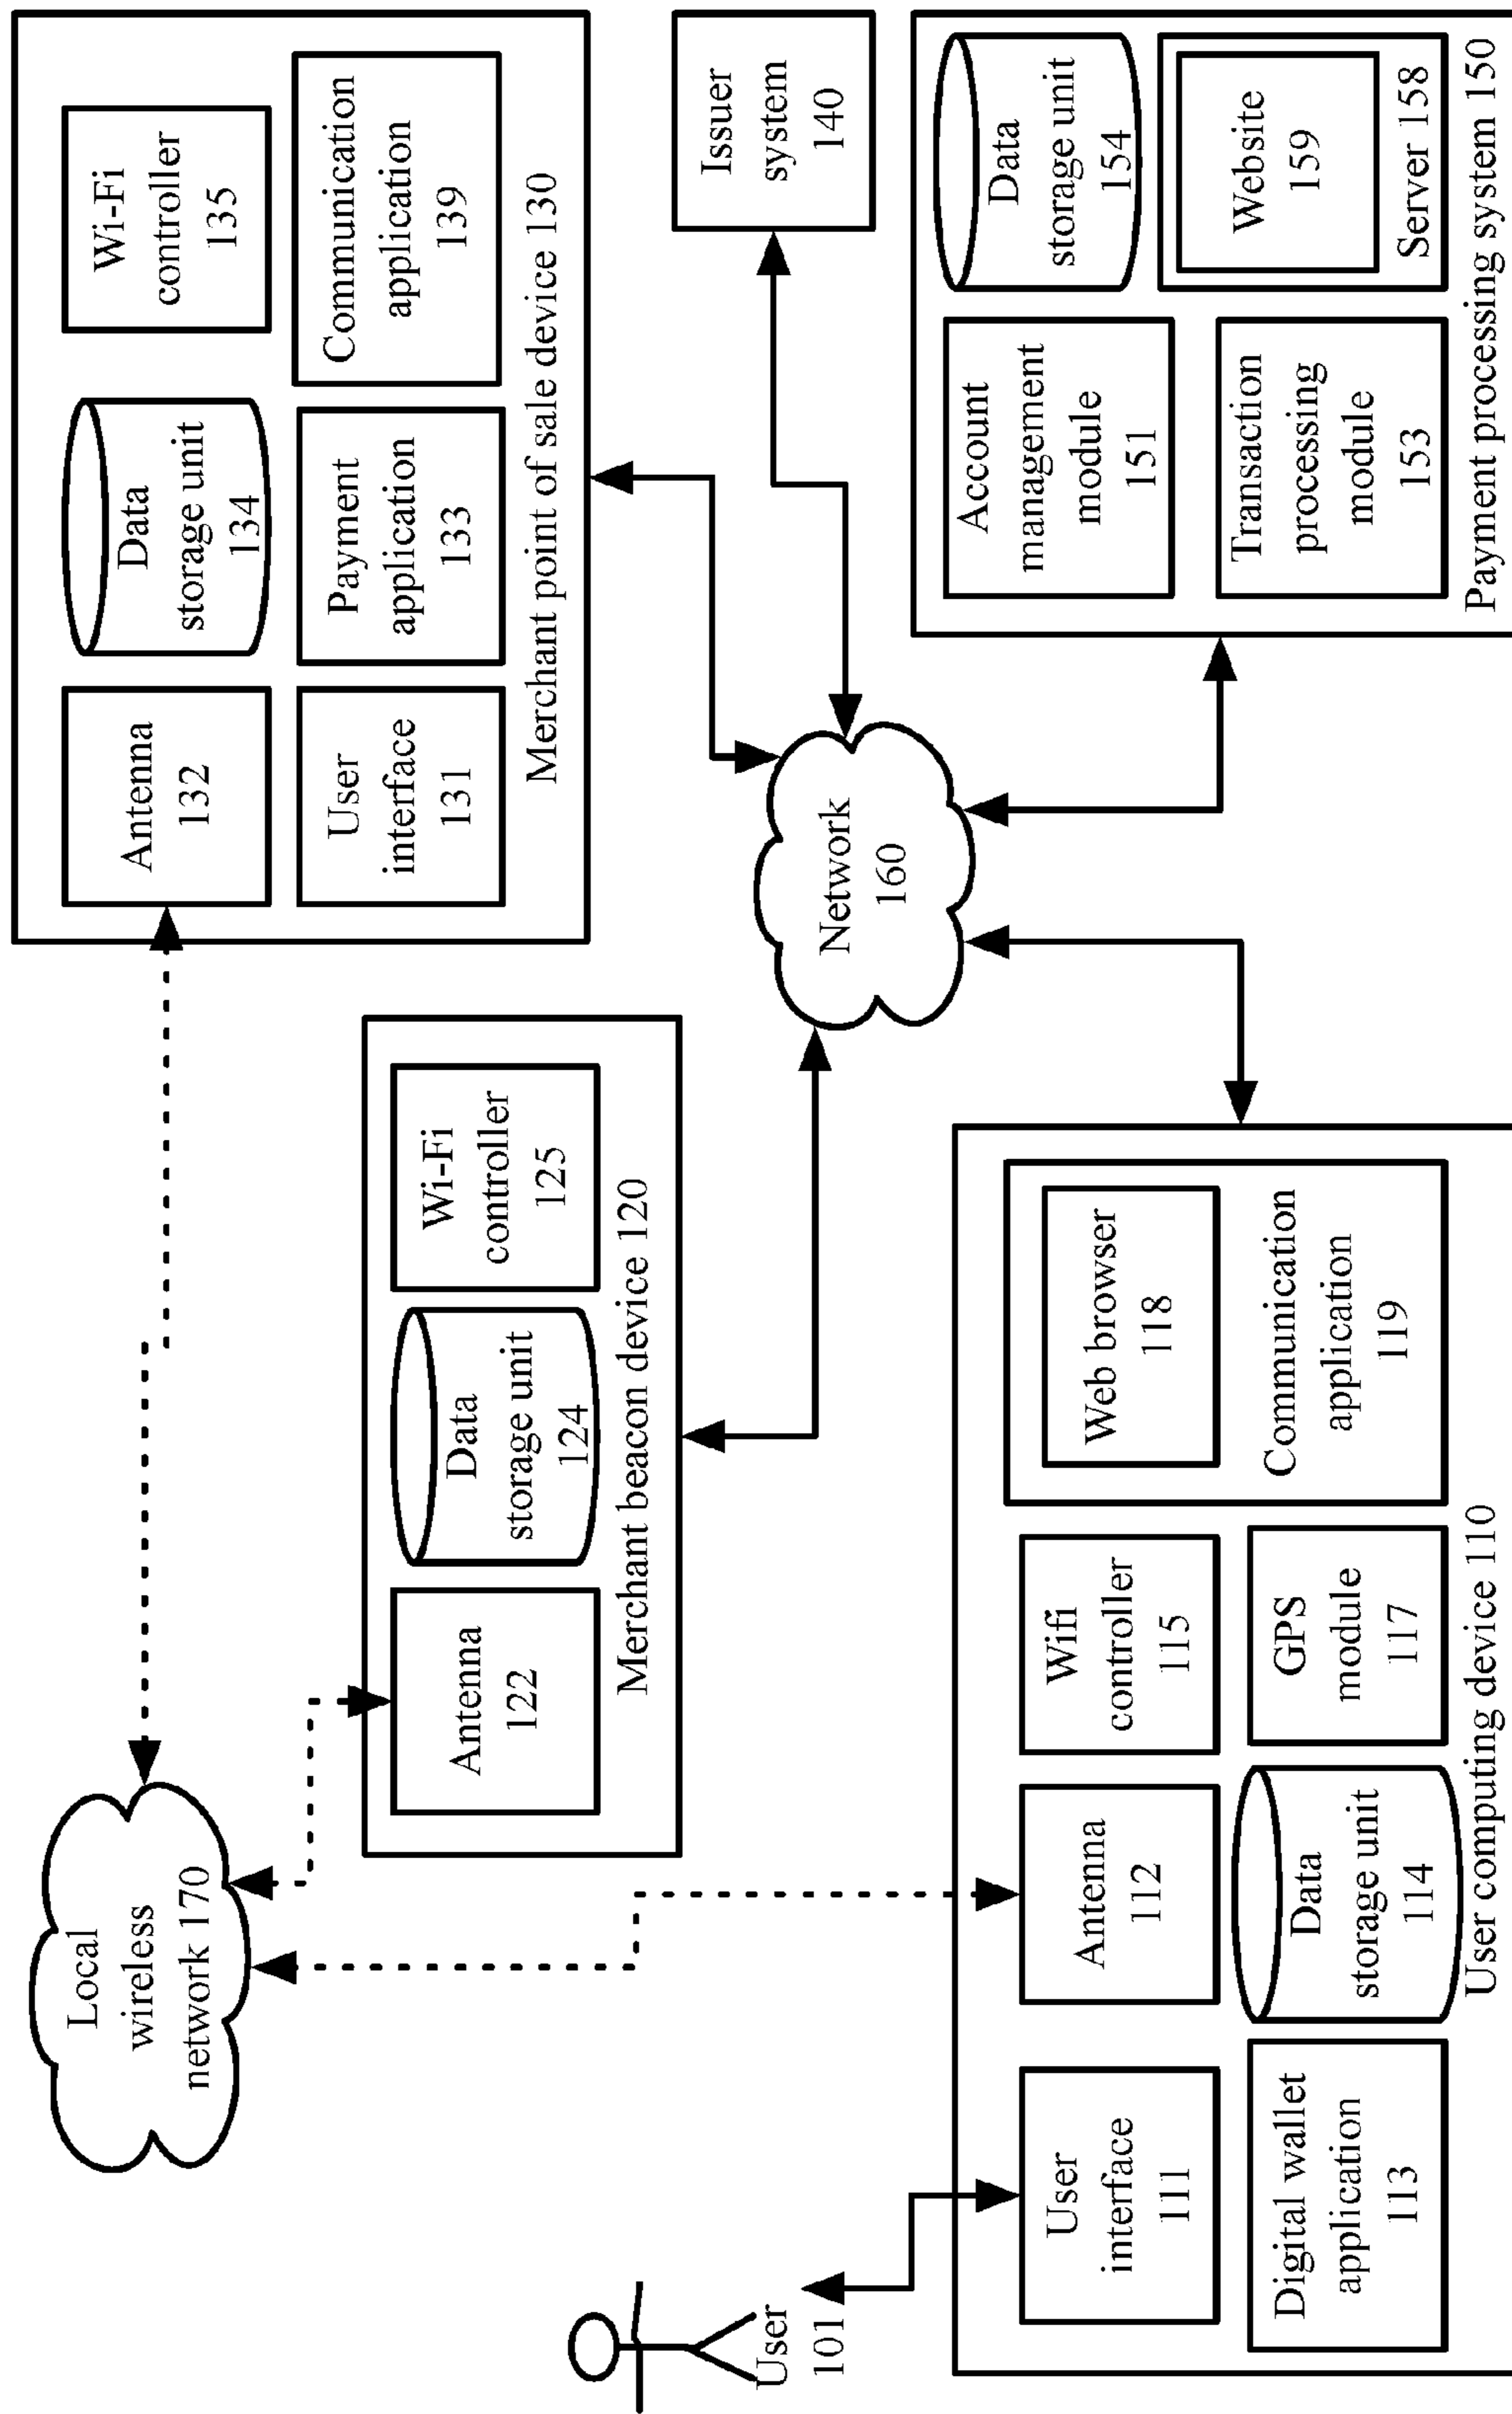 Local
wireless
network 170
Antenna
132
Data
storage unit
134
Wi-Fi
controller
135
User
interface
131
Payment
application
133
Communication
application
139
Merchant point of sale device 130
Antenna
122
Data
storage unit
124
Wi-Fi
controller
125
Merchant beacon device 120
Issuer
system
140
Network
160
User
101
User
interface
111
Antenna
112
Wifi
controller
115
Web browser
118
Communication
application
119
Digital wallet
application
113
Data
storage unit
114
GPS
module
117
User computing device 110
Account
management
module
151
Data
storage unit
154
Transaction
processing
module
153
Website
159
Server 158
Payment processing system 150